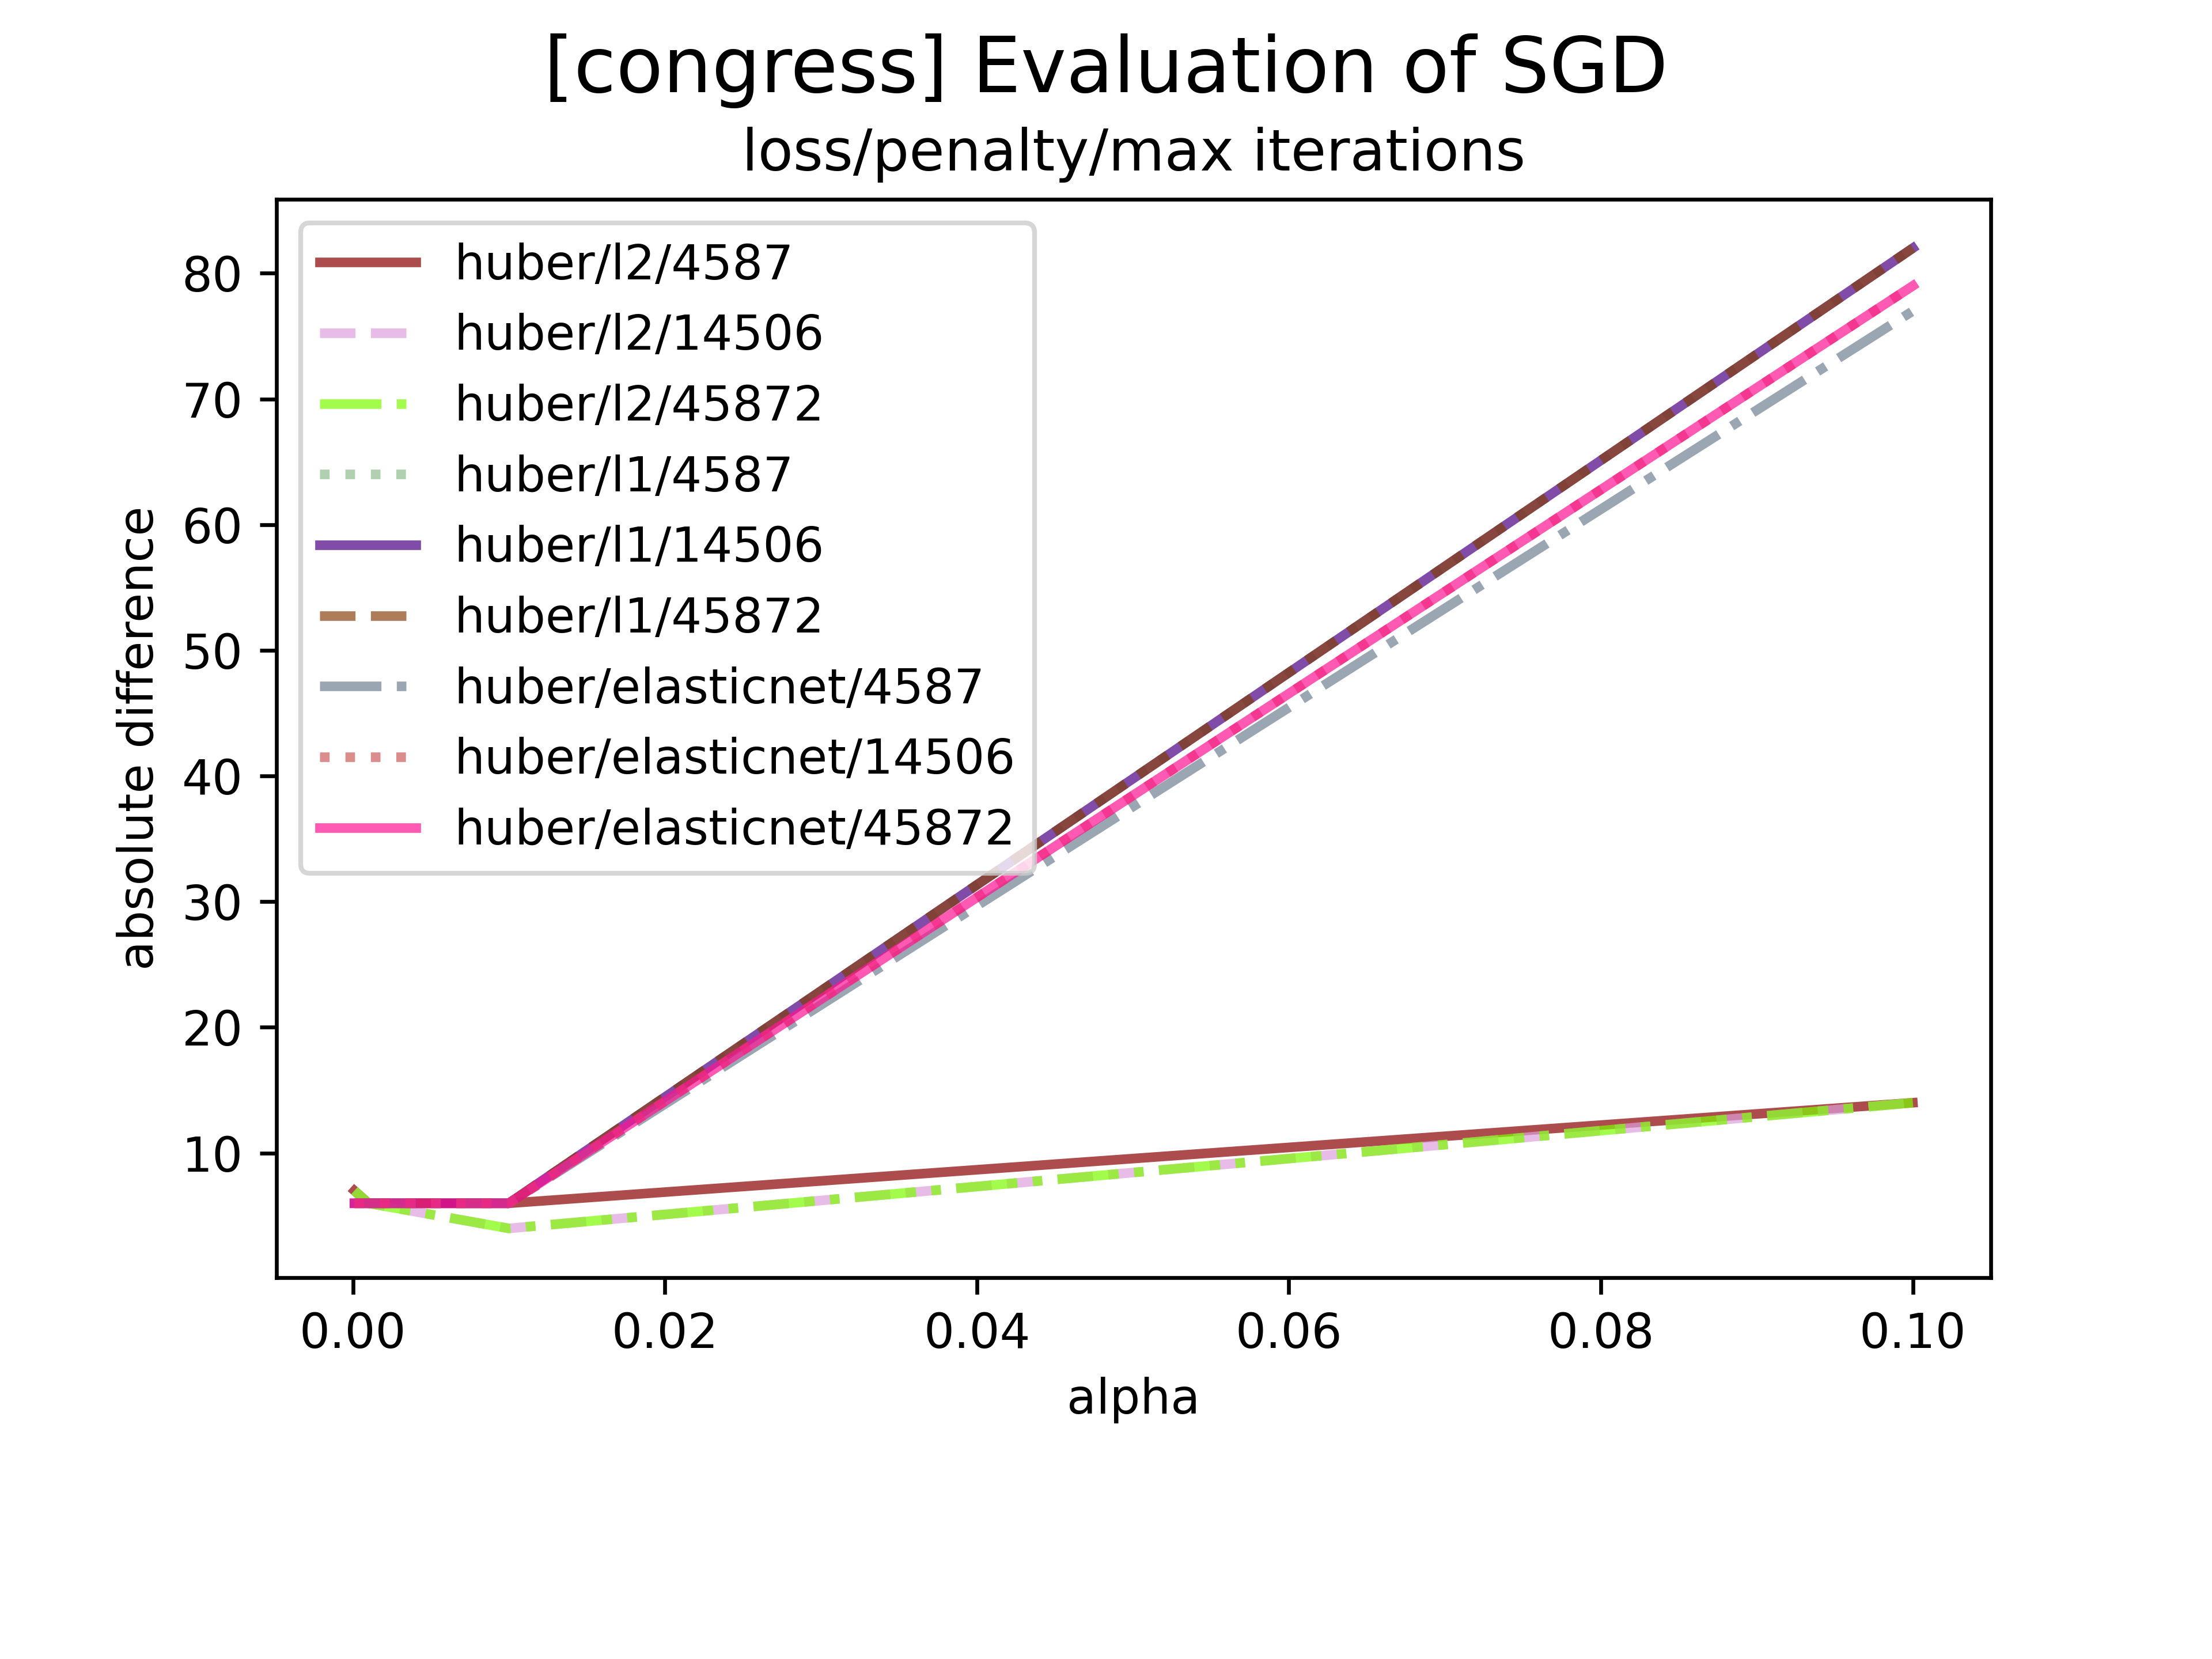 [congress] Evaluation of SGD
loss/penalty/max iterations
absolute difference
80
70
60
50
40
30
20
10
huber/l2/4587
huber/l2/14506
huber/l2/45872
huber/l1/4587
huber/l1/14506
huber/l1/45872
huber/elasticnet/4587
huber/elasticnet/14506
huber/elasticnet/45872
0.00 0.02 0.04 0.06 0.08 0.10
alpha